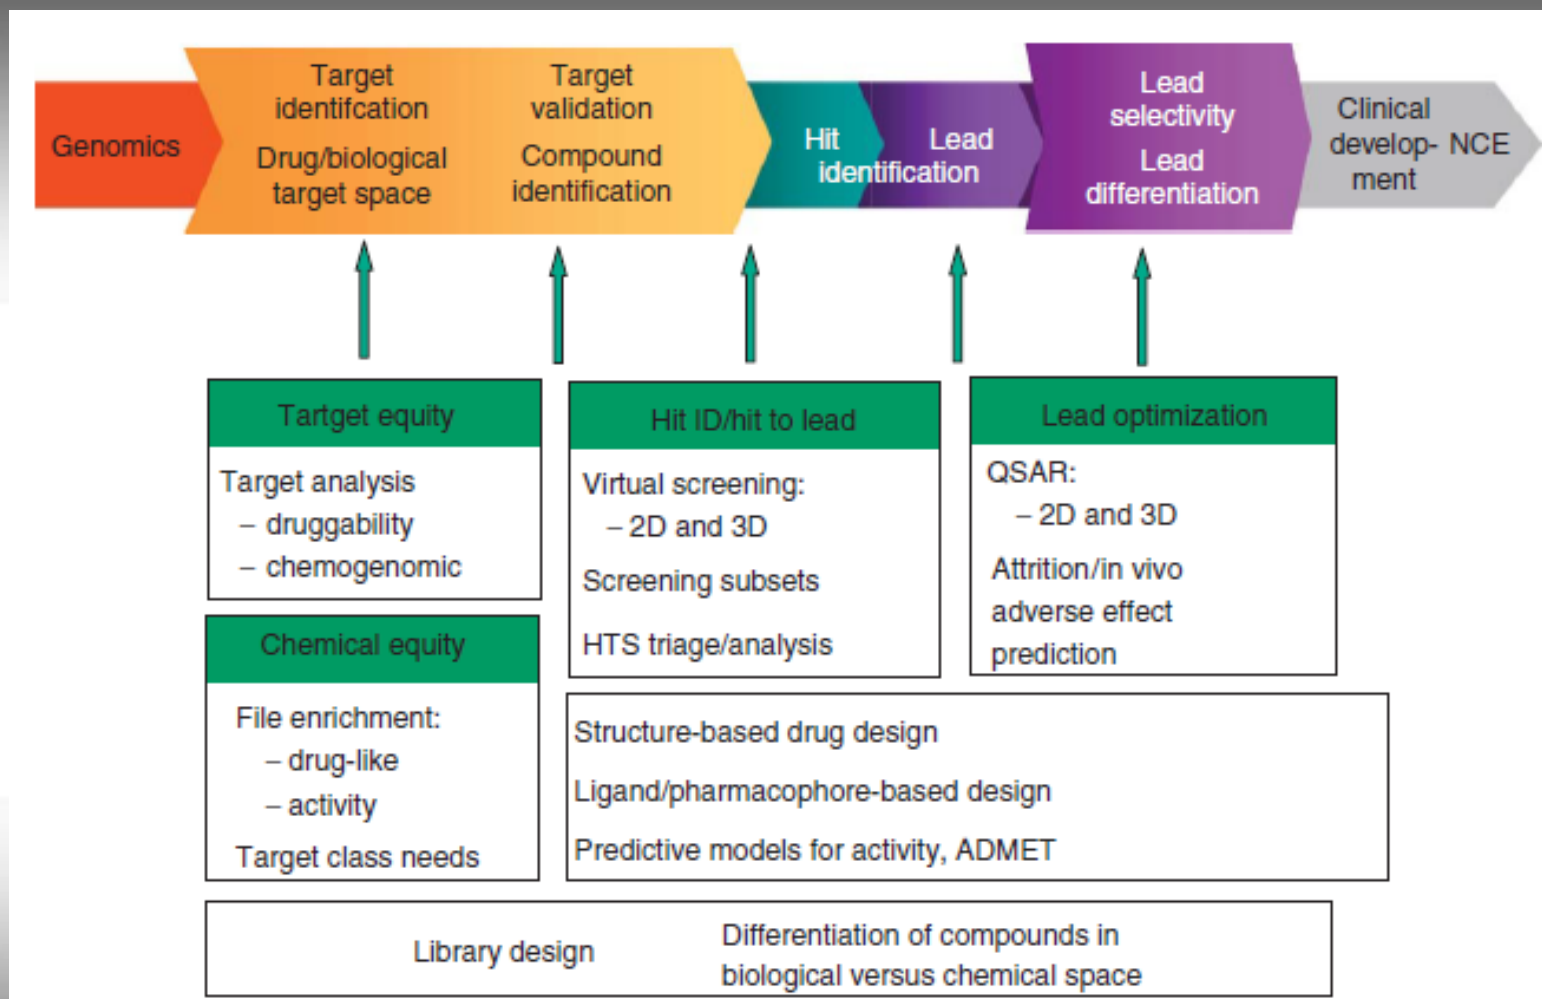 Genomics
Target
identifcation
Drug/biological
target space
Target
validation
Compound
identification
Hit Lead
identification
Lead
selectivity
Lead
differentiation
Clinical
develop- NCE
ment
Tartget equity
Target analysis
– druggability
– chemogenomic
Chemical equity
File enrichment:
– drug-like
– activity
Target class needs
Hit ID/hit to lead
Virtual screening:
– 2D and 3D
Screening subsets
HTS triage/analysis
Lead optimization
QSAR:
– 2D and 3D
Attrition/in vivo
adverse effect
prediction
Structure-based drug design
Ligand/pharmacophore-based design
Predictive models for activity, ADMET
Library design
Differentiation of compounds in
biological versus chemical space